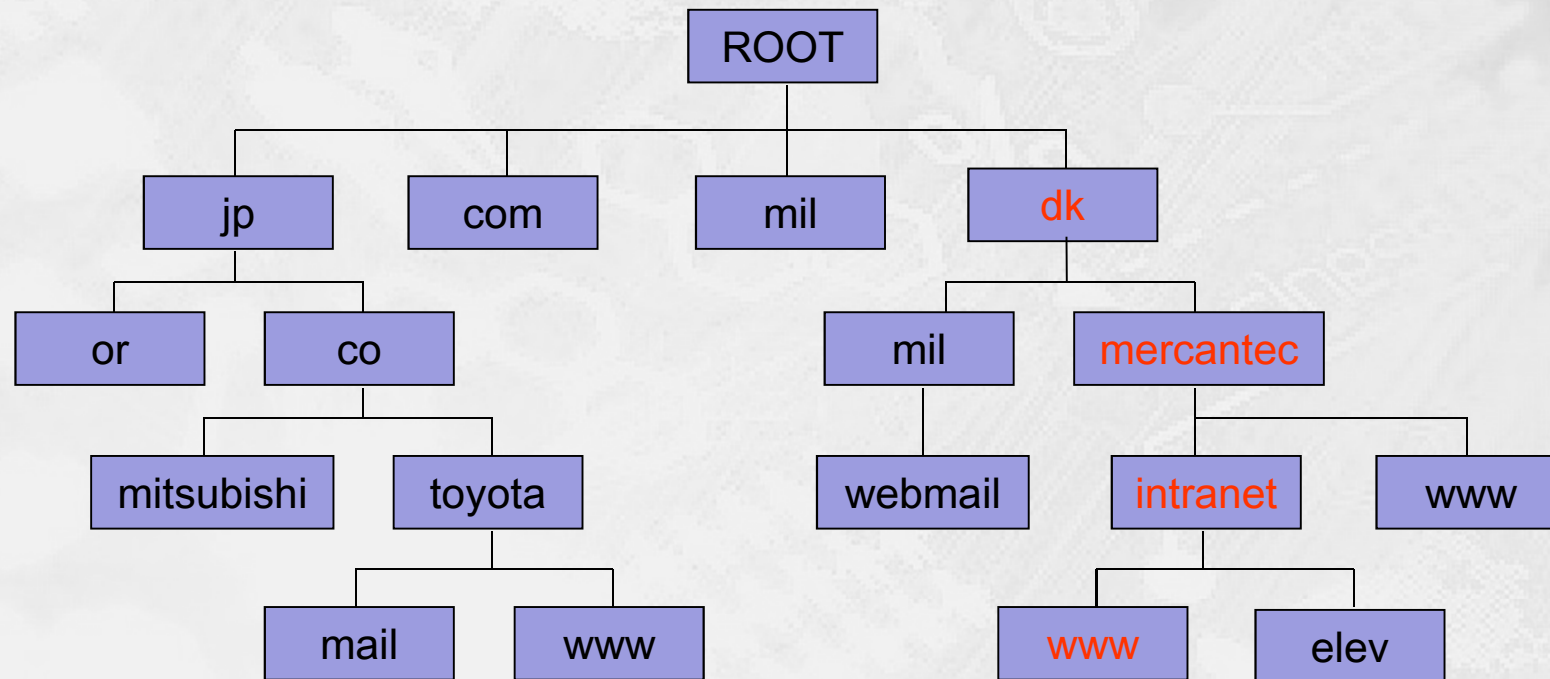 ROOT
jp com mil dk
or co mil mercantec
mitsubishi toyota webmail intranet www
mail www www elev